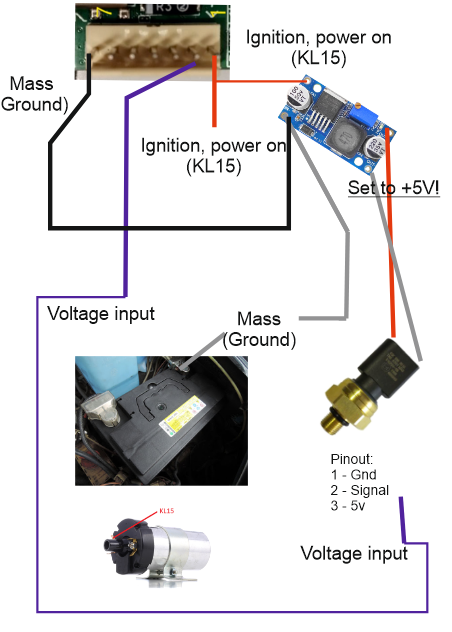 R3
Ignition, power on
(KL15)
Mass
Ground)
Ignition, power on
(KL15)
Set to +5V!
Voltage input
Mass
(Ground)
Pinout:
1 - Gnd
2 - Signal
3 - 5v
KL15
Voltage input